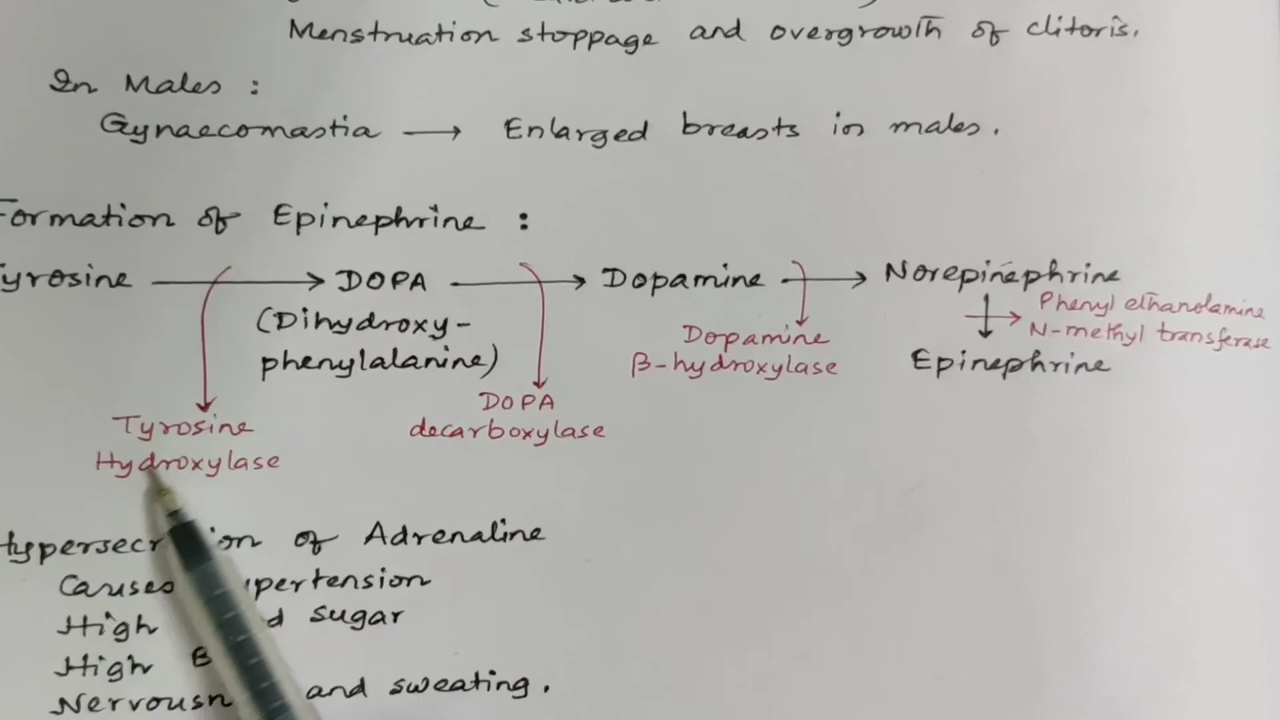 Menstruation stoppage and overgrowth of clitoris.
In Males :
Gynaecomastia → Enlarged breasts in males.
Formation of Epinephrine :
yrosine → DOPA → Dopamine → Norepinephrine
(Dihydroxy-
phenylalanine)
Phenyl ethanolamine
N-methyl transferase
Dopamine
β-hydroxylase
Epinephrine
DOPA
decarboxylase
Tyrosine
Hydroxylase
of Adrenaline
Causes pertension
High sugar
High
and sweating.